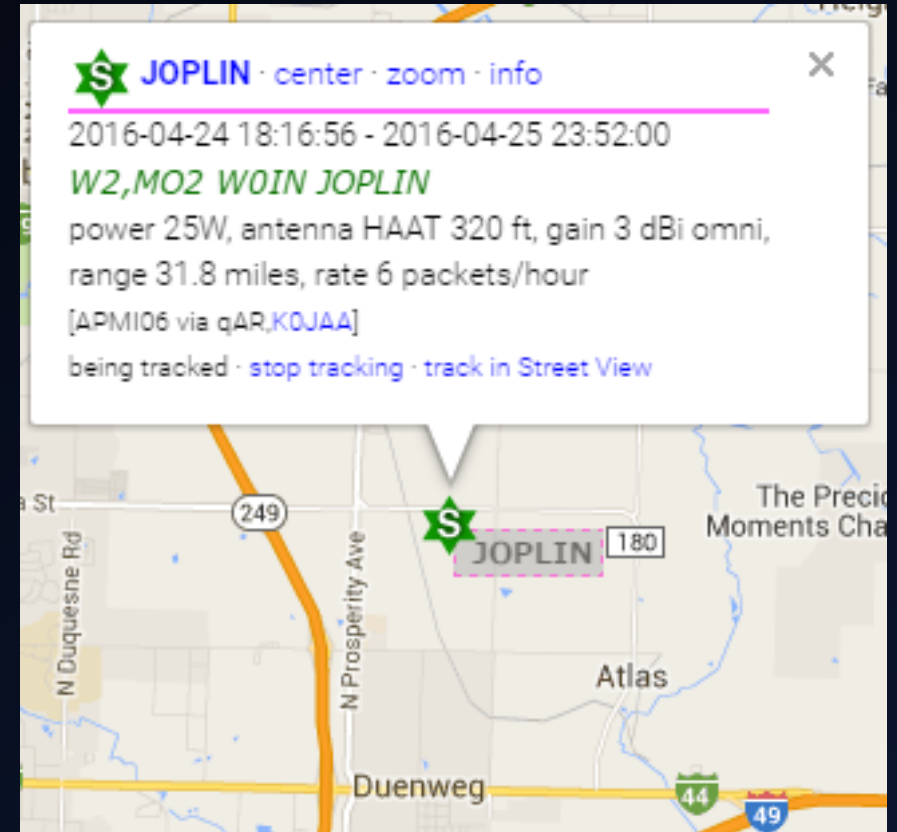 S JOPLIN · center · zoom · info ×
2016-04-24 18:16:56 - 2016-04-25 23:52:00
W2,MO2 W0IN JOPLIN
power 25W, antenna HAAT 320 ft, gain 3 dBi omni,
range 31.8 miles, rate 6 packets/hour
[APMI06 via qAR,K0JAA]
being tracked · stop tracking · track in Street View
St
249
S
JOPLIN
180
The Precio
Moments Cha
N Duquesne Rd
N Prosperity Ave
Atlas
Duenweg
44
49